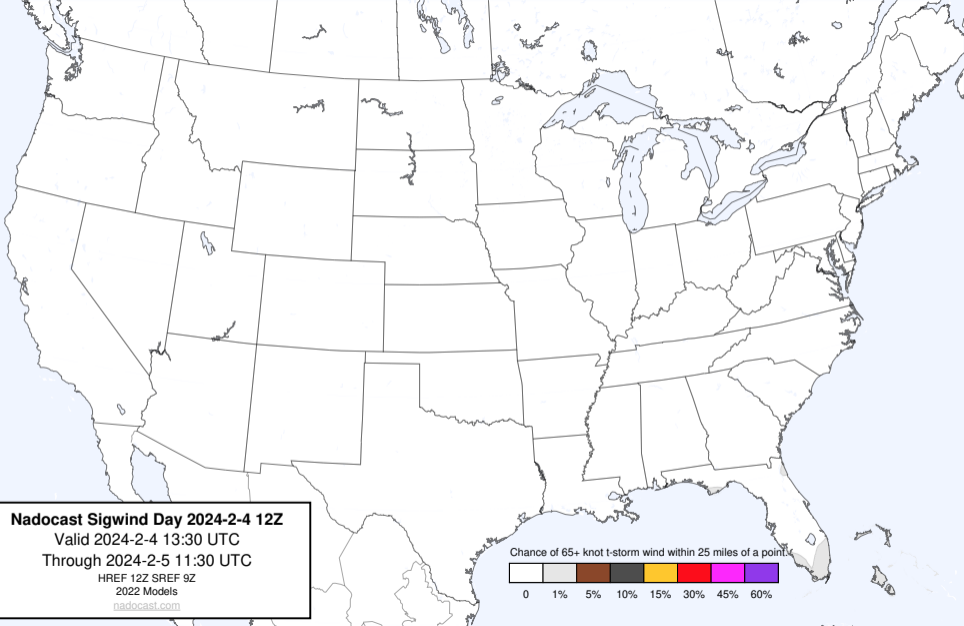 Nadocast Sigwind Day 2024-2-4 12Z
Valid 2024-2-4 13:30 UTC
Through 2024-2-5 11:30 UTC
HREF 12Z SREF 9Z
2022 Models
nadocast.com
Chance of 65+ knot t-storm wind within 25 miles of a point.
0 1% 5% 10% 15% 30% 45% 60%